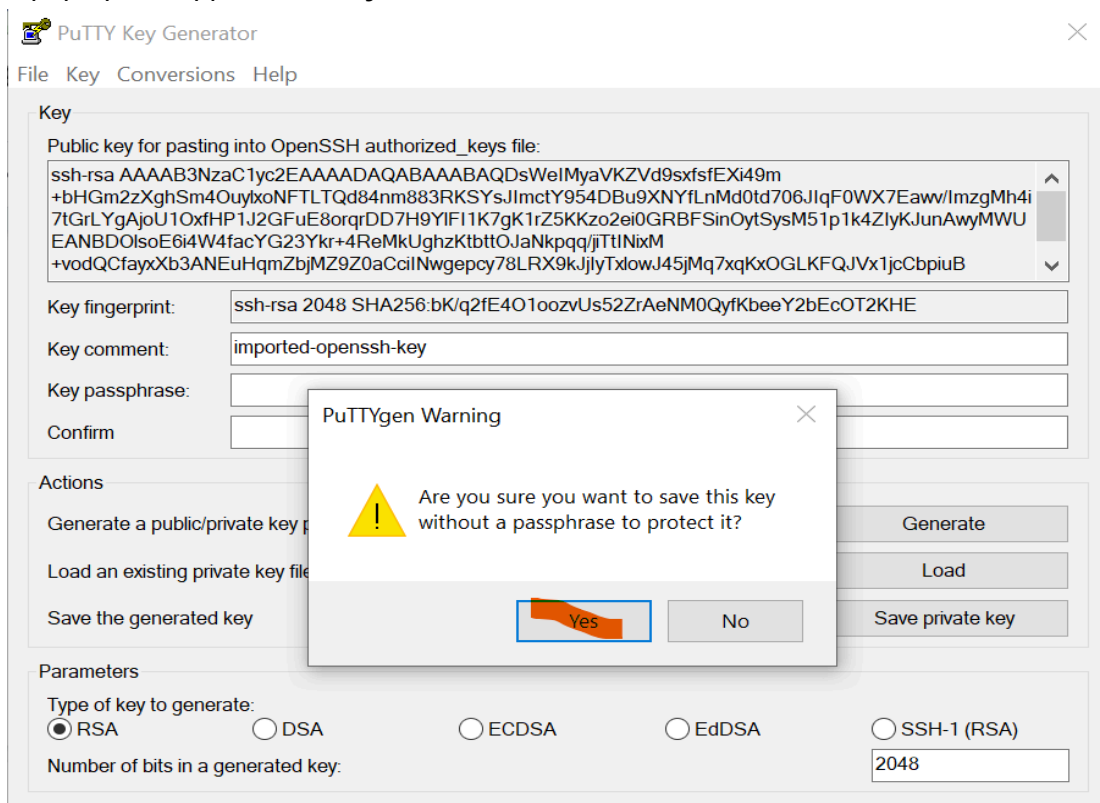 PuTTY Key Generator
File Key Conversions Help
Key
Public key for pasting into OpenSSH authorized_keys file:
ssh-rsa AAAAB3NzaC1yc2EAAAADAQABAAABAQDsWeIMyaVKZVd9sxfsfEXi49m
+bHGm2zXghSm4OuylxoNFTLTQd84nm883RKSYsJImctY954DBu9XNYfLnMd0td706JIqF0WX7Eawv/ImzgMh4i
7tGrLYgAjoU1OxfHP1J2GFuE8orqrDD7H9YlFI1K7gK1rZ5KKzo2ei0GRBFSinOytSysM51p1k4ZIyKJunAwyMWU
EANBDOlsoE6i4W4facYG23Ykr+4ReMkUghzKtbttOJaNkpqq/jiTtINixM
+vodQCfayxXb3ANEuHqmZbjMZ9Z0aCciINwgepcy78LRX9kJjIyTxlowJ45jMq7xqKxOGLKFQJVx1jcCbpiuB
Key fingerprint: ssh-rsa 2048 SHA256:bK/q2fE4O1oozvUs52ZrAeNM0QyfKbeeY2bEcOT2KHE
Key comment: imported-openssh-key
Key passphrase:
Confirm
PuTTYgen Warning
Are you sure you want to save this key
without a passphrase to protect it?
Yes No
Actions
Generate a public/private key p Generate
Load an existing private key file Load
Save the generated key Save private key
Parameters
Type of key to generate:
RSA DSA ECDSA EdDSA SSH-1 (RSA)
Number of bits in a generated key: 2048